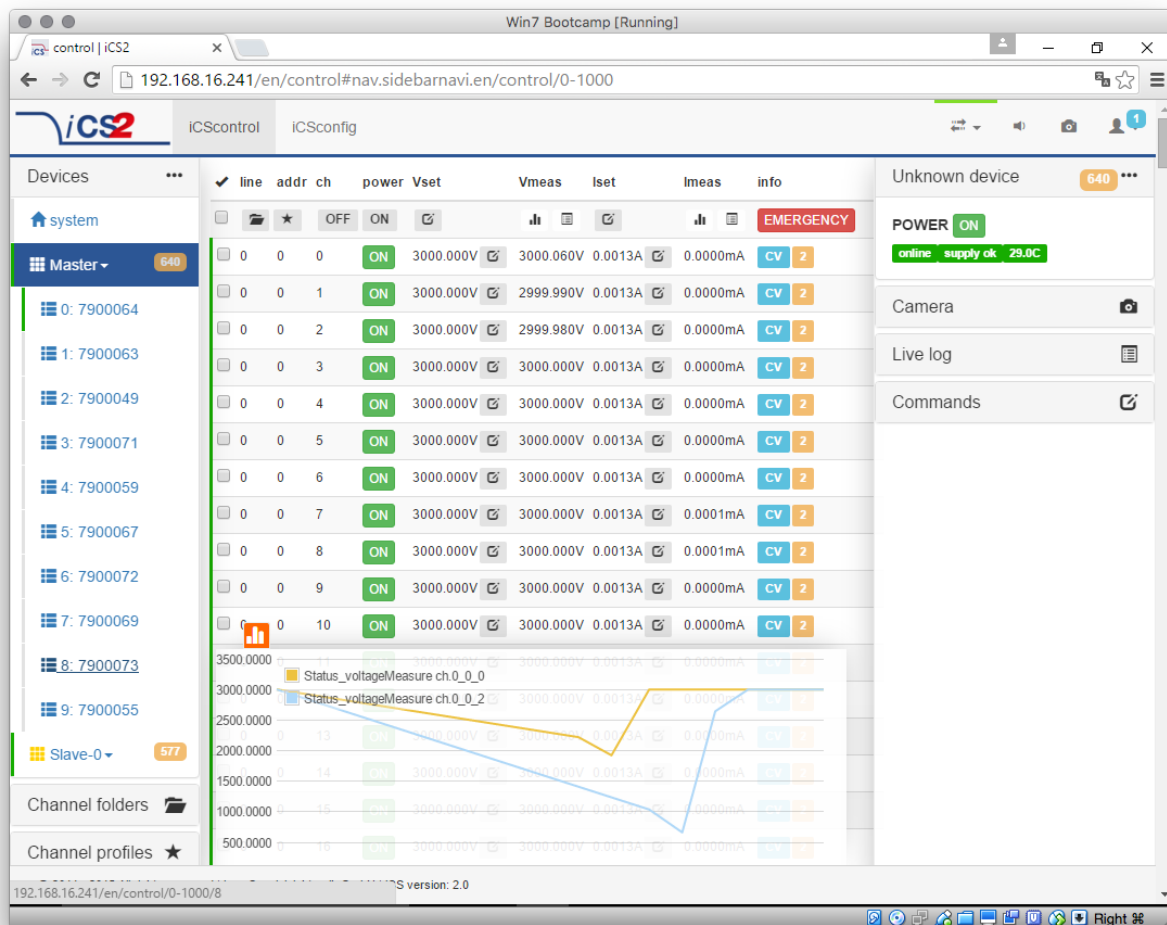 Win7 Bootcamp [Running]
iCS control | iCS2
192.168.16.241/en/control#nav.sidebarnavi.en/control/0-1000
iCS2 iCScontrol iCSconfig 1
Devices
system
Master 640
0: 7900064
1: 7900063
2: 7900049
3: 7900071
4: 7900059
5: 7900067
6: 7900072
7: 7900069
8: 7900073
9: 7900055
Slave-0 577
Channel folders
Channel profiles
line addr ch power Vset Vmeas Iset Imeas info
OFF ON EMERGENCY
0 0 0 ON 3000.000V 3000.060V 0.0013A 0.0000mA CV 2
0 0 1 ON 3000.000V 2999.990V 0.0013A 0.0000mA CV 2
0 0 2 ON 3000.000V 2999.980V 0.0013A 0.0000mA CV 2
0 0 3 ON 3000.000V 3000.000V 0.0013A 0.0000mA CV 2
0 0 4 ON 3000.000V 3000.000V 0.0013A 0.0000mA CV 2
0 0 5 ON 3000.000V 3000.000V 0.0013A 0.0000mA CV 2
0 0 6 ON 3000.000V 3000.000V 0.0013A 0.0000mA CV 2
0 0 7 ON 3000.000V 3000.000V 0.0013A 0.0001mA CV 2
0 0 8 ON 3000.000V 3000.000V 0.0013A 0.0001mA CV 2
0 0 9 ON 3000.000V 3000.000V 0.0013A 0.0000mA CV 2
0 0 10 ON 3000.000V 3000.000V 0.0013A 0.0000mA CV 2
3500.0000
Status_voltageMeasure ch.0_0_0
3000.0000
Status_voltageMeasure ch.0_0_2
2500.0000
2000.0000
1500.0000
1000.0000
500.0000
Unknown device 640
POWER ON
online supply ok 29.0C
Camera
Live log
Commands
version: 2.0
192.168.16.241/en/control/0-1000/8
Right ⌘